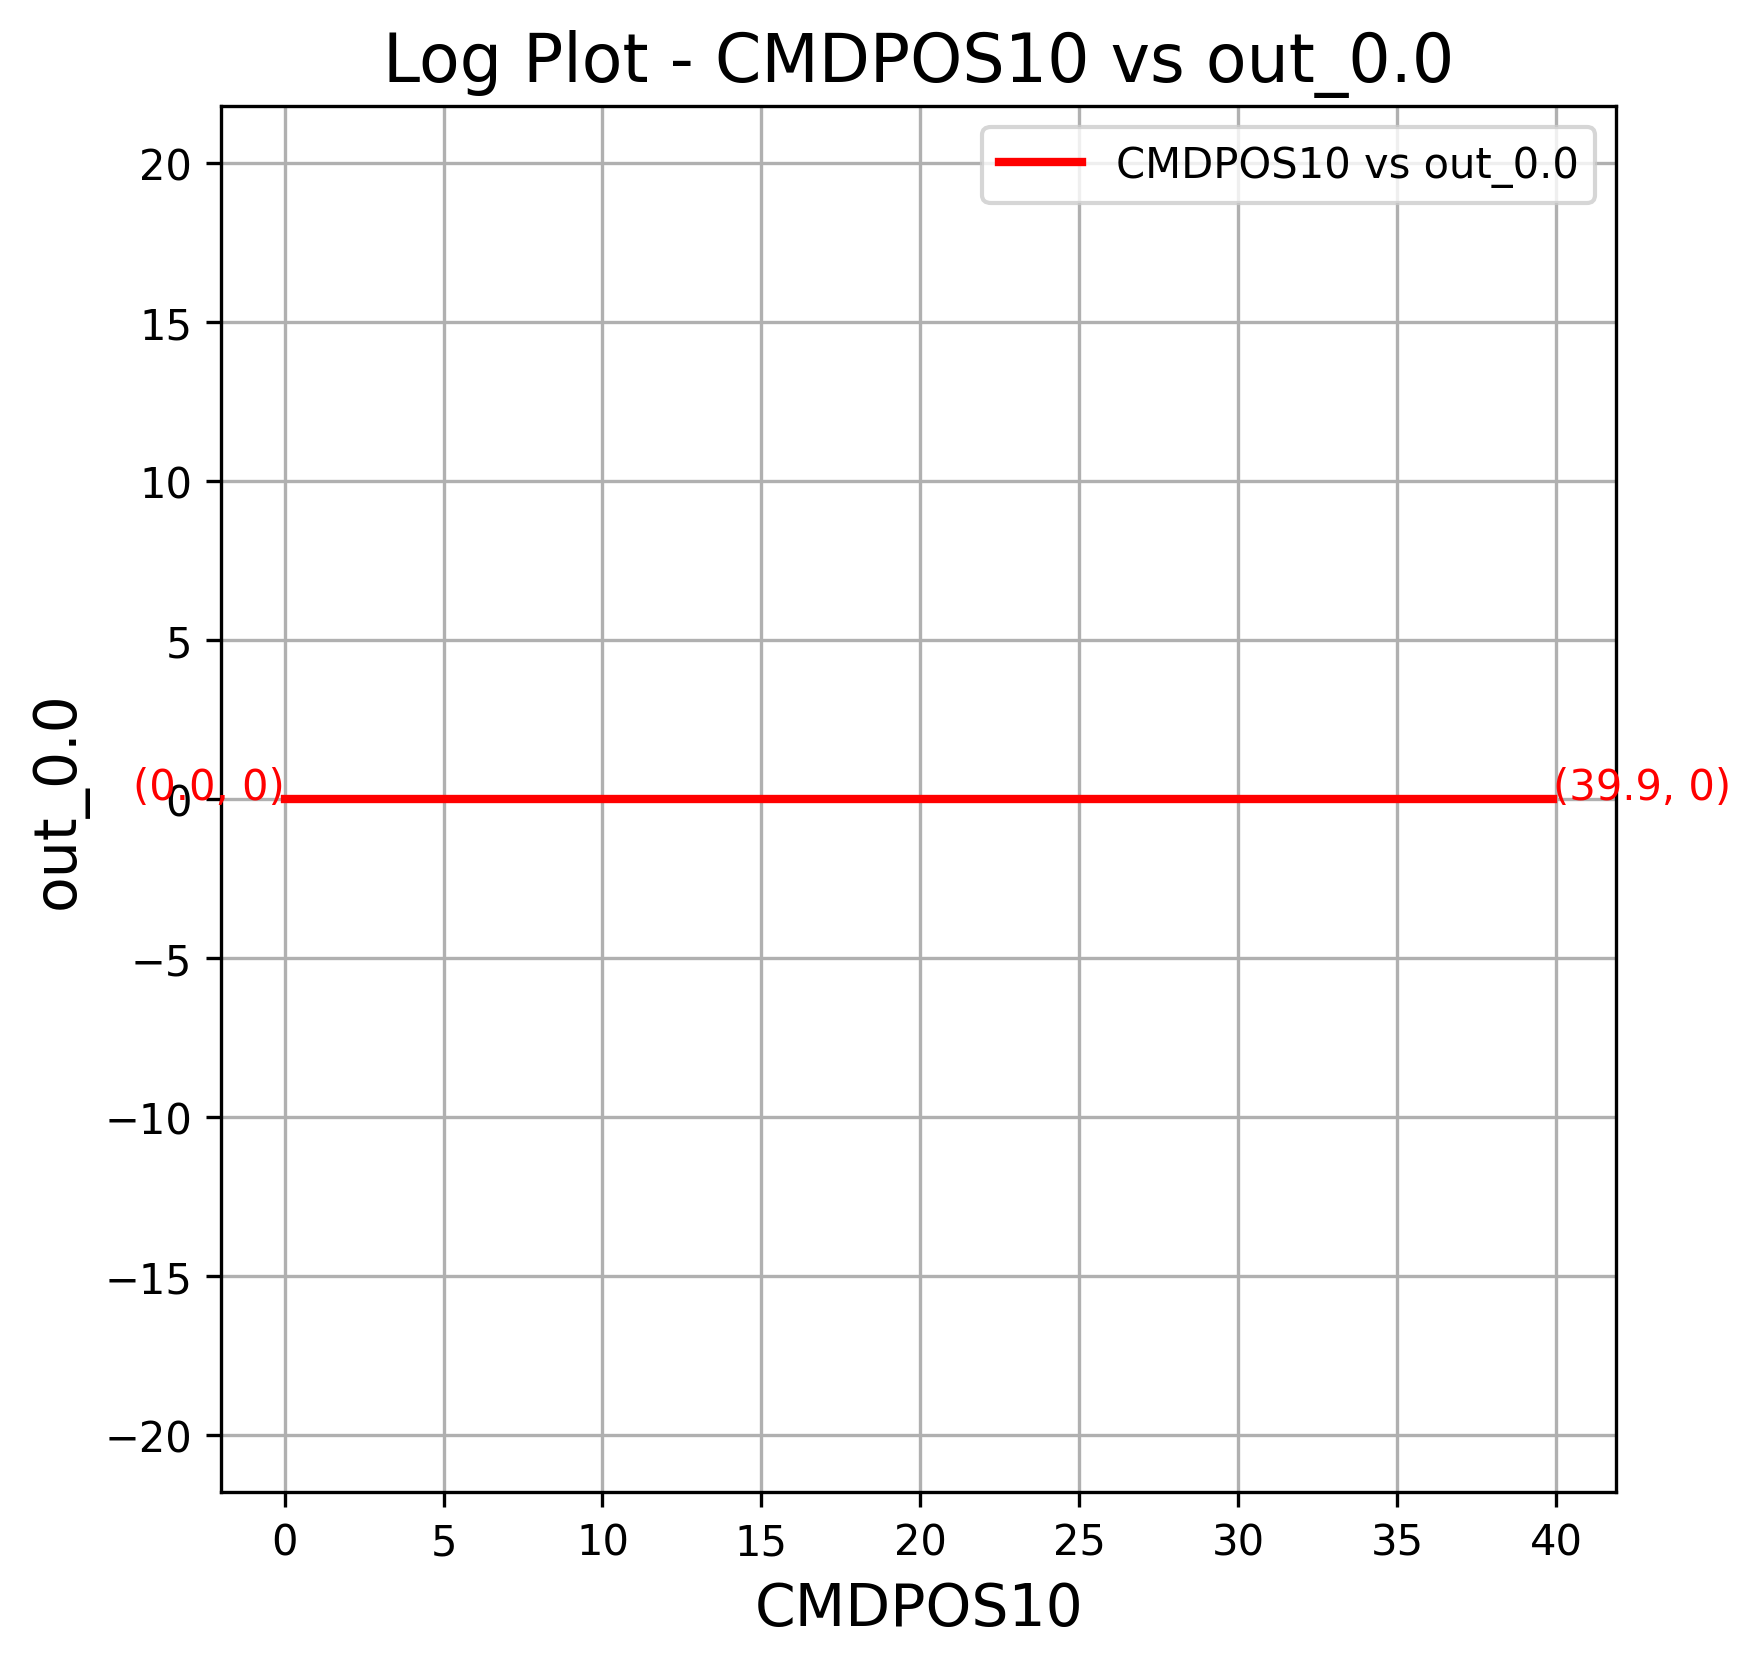 Log Plot - CMDPOS10 vs out_0.0
CMDPOS10 vs out_0.0
20
15
10
5
0
−5
−10
−15
−20
out_0.0
(0.0, 0)
(39.9, 0)
0 5 10 15 20 25 30 35 40
CMDPOS10